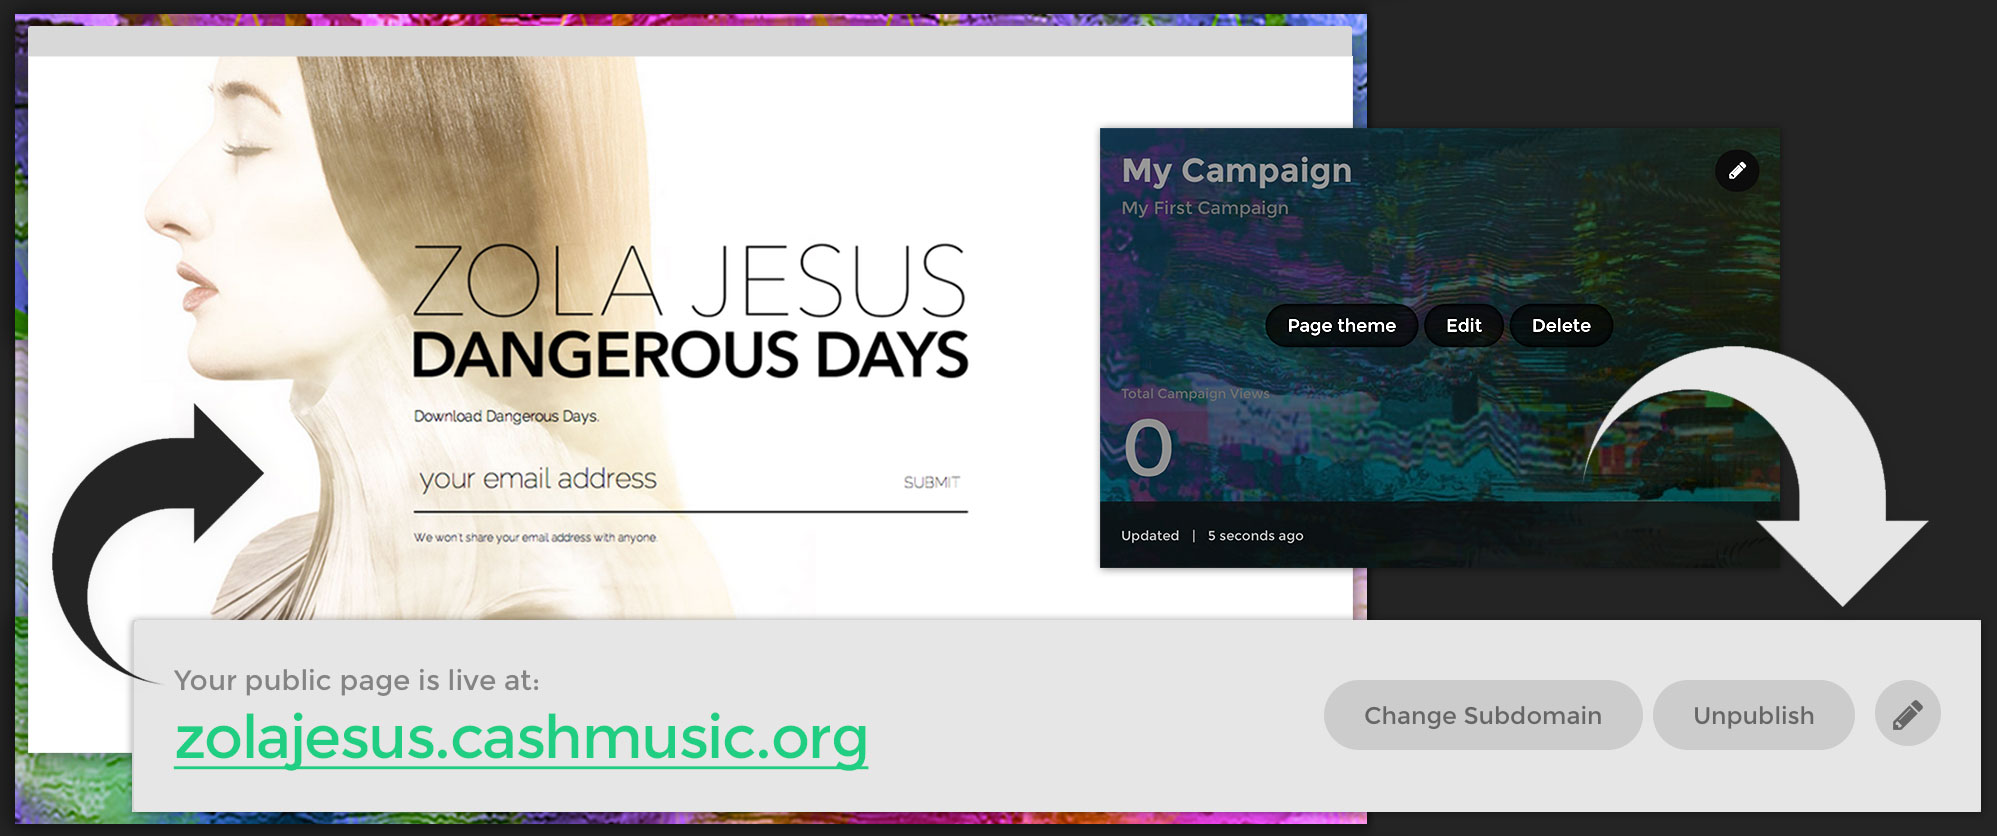 ZOLA JESUS
DANGEROUS DAYS
Download Dangerous Days.
your email address
SUBMIT
We won't share your email address with anyone.
My Campaign
My First Campaign
Page theme
Edit
Delete
Total Campaign Views
0
Updated | 5 seconds ago
Your public page is live at:
zolajesus.cashmusic.org
Change Subdomain
Unpublish